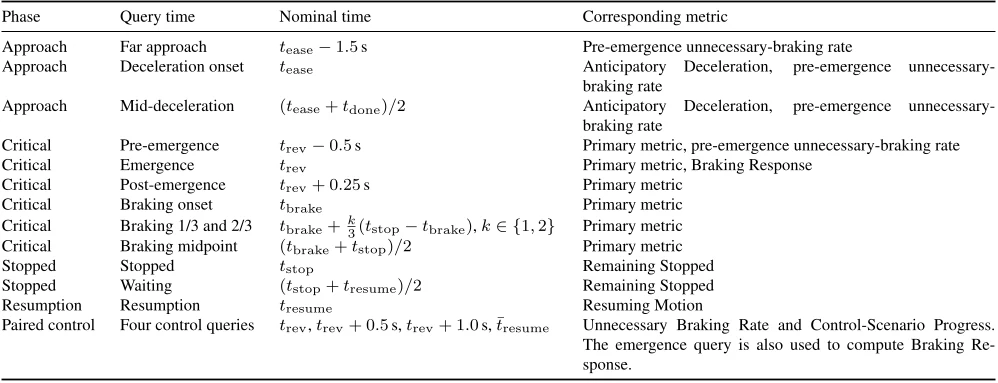 Phase Query time Nominal time Corresponding metric
Approach Far approach t_ease − 1.5 s Pre-emergence unnecessary-braking rate
Approach Deceleration onset t_ease Anticipatory Deceleration, pre-emergence unnecessary-
braking rate
Approach Mid-deceleration (t_ease + t_done)/2 Anticipatory Deceleration, pre-emergence unnecessary-
braking rate
Critical Pre-emergence t_rev − 0.5 s Primary metric, pre-emergence unnecessary-braking rate
Critical Emergence t_rev Primary metric, Braking Response
Critical Post-emergence t_rev + 0.25 s Primary metric
Critical Braking onset t_brake Primary metric
Critical Braking 1/3 and 2/3 t_brake + k/3 (t_stop − t_brake), k ∈ {1, 2} Primary metric
Critical Braking midpoint (t_brake + t_stop)/2 Primary metric
Stopped Stopped t_stop Remaining Stopped
Stopped Waiting (t_stop + t_resume)/2 Remaining Stopped
Resumption Resumption t_resume Resuming Motion
Paired control Four control queries t_rev, t_rev + 0.5 s, t_rev + 1.0 s, t̄_resume Unnecessary Braking Rate and Control-Scenario Progress.
The emergence query is also used to compute Braking Re-
sponse.